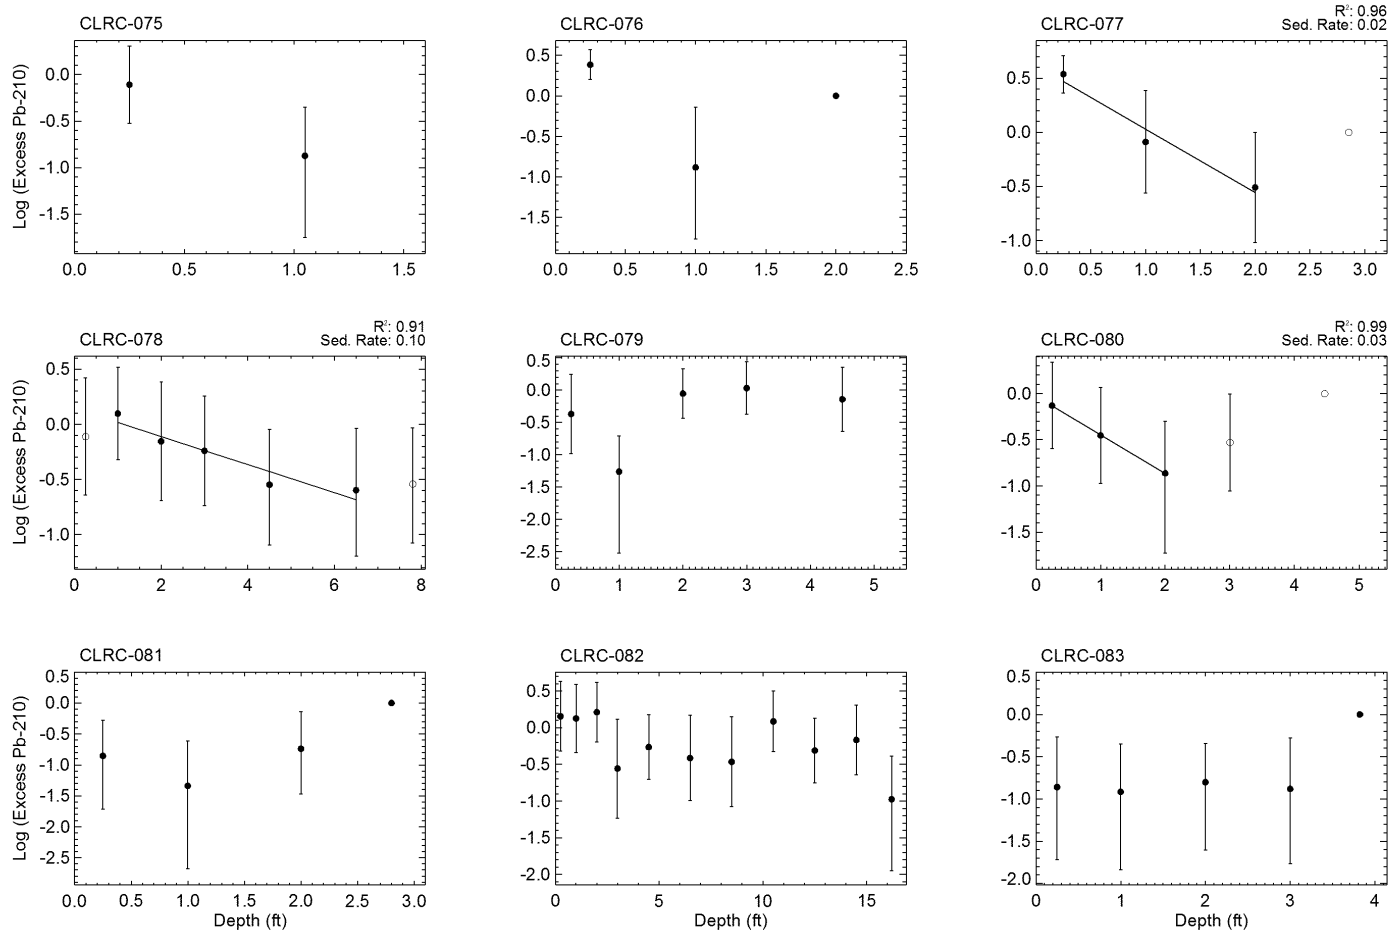 CLRC-075
CLRC-076
CLRC-077
R²: 0.96
Sed. Rate: 0.02
Log (Excess Pb-210)
0.0
-0.5
-1.0
-1.5
0.0 0.5 1.0 1.5
0.5
0.0
-0.5
-1.0
-1.5
0.0 0.5 1.0 1.5 2.0 2.5
0.5
0.0
-0.5
-1.0
0.0 0.5 1.0 1.5 2.0 2.5 3.0
CLRC-078
R²: 0.91
Sed. Rate: 0.10
CLRC-079
CLRC-080
R²: 0.99
Sed. Rate: 0.03
Log (Excess Pb-210)
0.5
0.0
-0.5
-1.0
0 2 4 6 8
0.5
0.0
-0.5
-1.0
-1.5
-2.0
-2.5
0 1 2 3 4 5
0.0
-0.5
-1.0
-1.5
0 1 2 3 4 5
CLRC-081
CLRC-082
CLRC-083
Log (Excess Pb-210)
0.5
0.0
-0.5
-1.0
-1.5
-2.0
-2.5
0.0 0.5 1.0 1.5 2.0 2.5 3.0
Depth (ft)
0.5
0.0
-0.5
-1.0
-1.5
-2.0
0 5 10 15
Depth (ft)
0.5
0.0
-0.5
-1.0
-1.5
-2.0
0 1 2 3 4
Depth (ft)